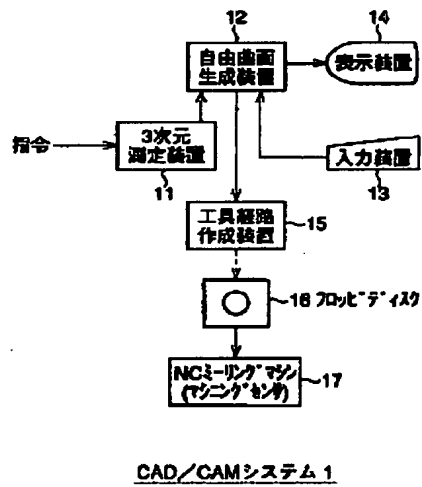 12
14
自由曲面
生成装置
表示装置
指令
3次元
測定装置
入力装置
11
13
工具経路
作成装置
15
16 フロッピディスク
NCミーリングマシン
(マシニングセンサ)
17
CAD/CAMシステム 1